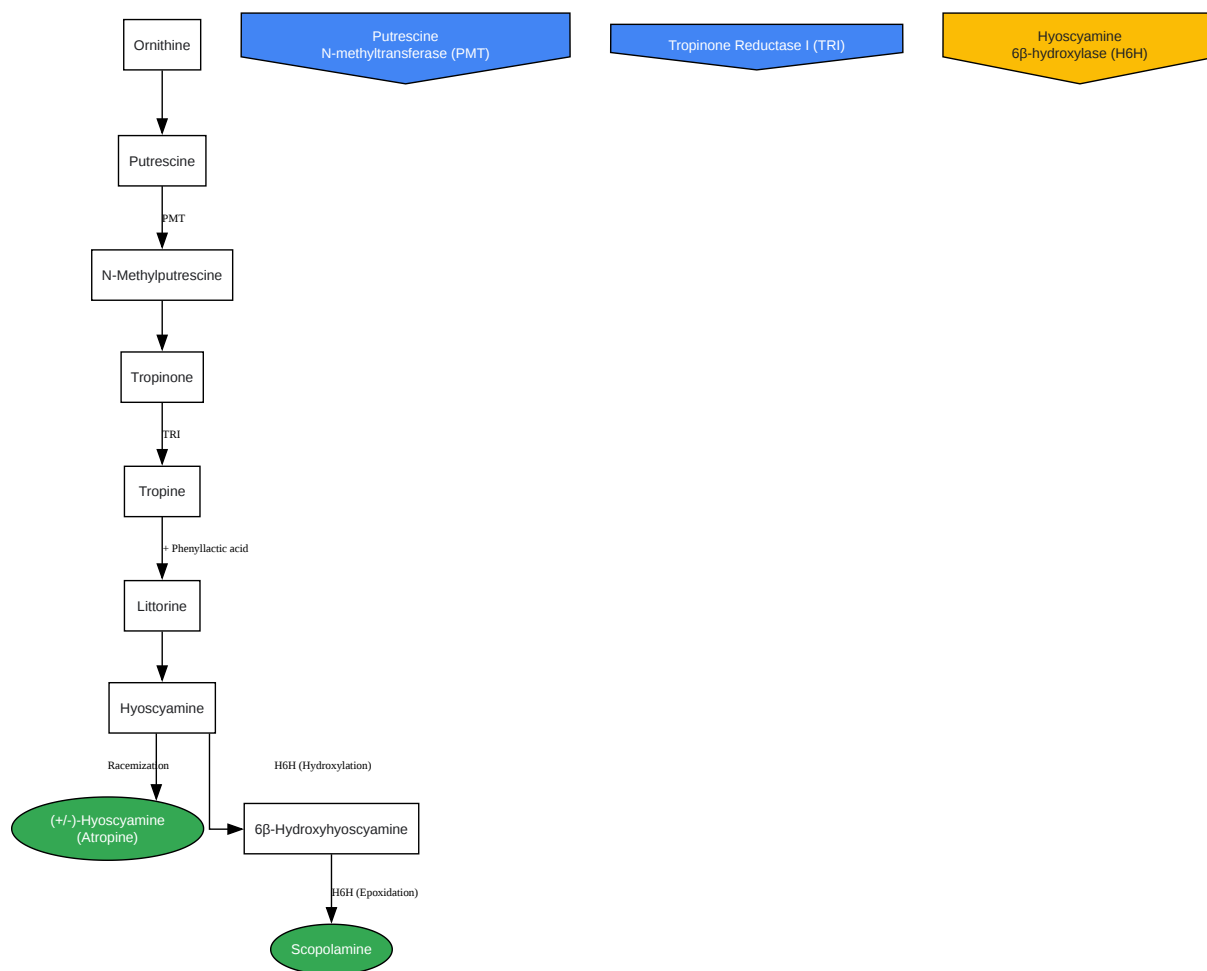 Ornithine
Putrescine
N-methyltransferase (PMT)
Tropinone Reductase I (TRI)
Hyoscyamine
6β-hydroxylase (H6H)
Putrescine
PMT
N-Methylputrescine
Tropinone
TRI
Tropine
+ Phenyllactic acid
Littorine
Hyoscyamine
Racemization
H6H (Hydroxylation)
(+/-)-Hyoscyamine
(Atropine)
6β-Hydroxyhyoscyamine
H6H (Epoxidation)
Scopolamine